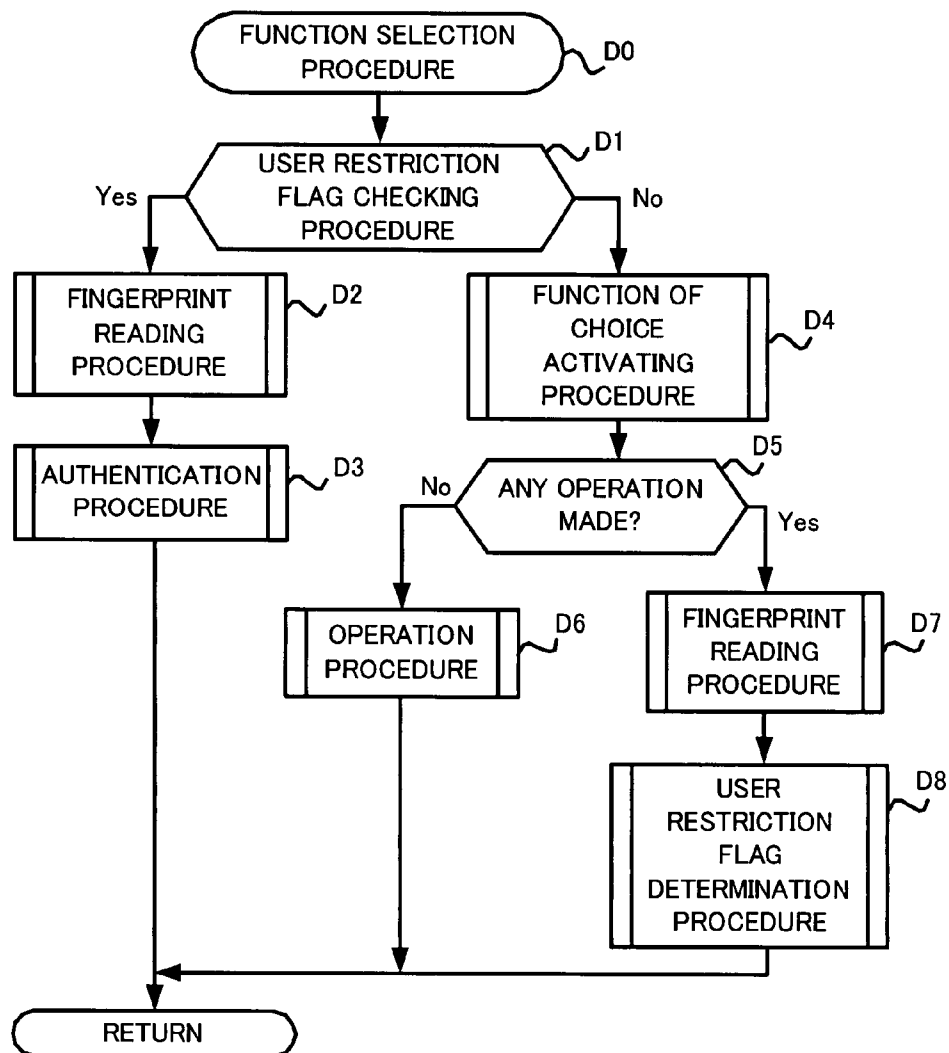 FUNCTION SELECTION
PROCEDURE
D0
USER RESTRICTION
FLAG CHECKING
PROCEDURE
D1
Yes
No
FINGERPRINT
READING
PROCEDURE
D2
FUNCTION OF
CHOICE
ACTIVATING
PROCEDURE
D4
AUTHENTICATION
PROCEDURE
D3
ANY OPERATION
MADE?
D5
No
Yes
OPERATION
PROCEDURE
D6
FINGERPRINT
READING
PROCEDURE
D7
USER
RESTRICTION
FLAG
DETERMINATION
PROCEDURE
D8
RETURN